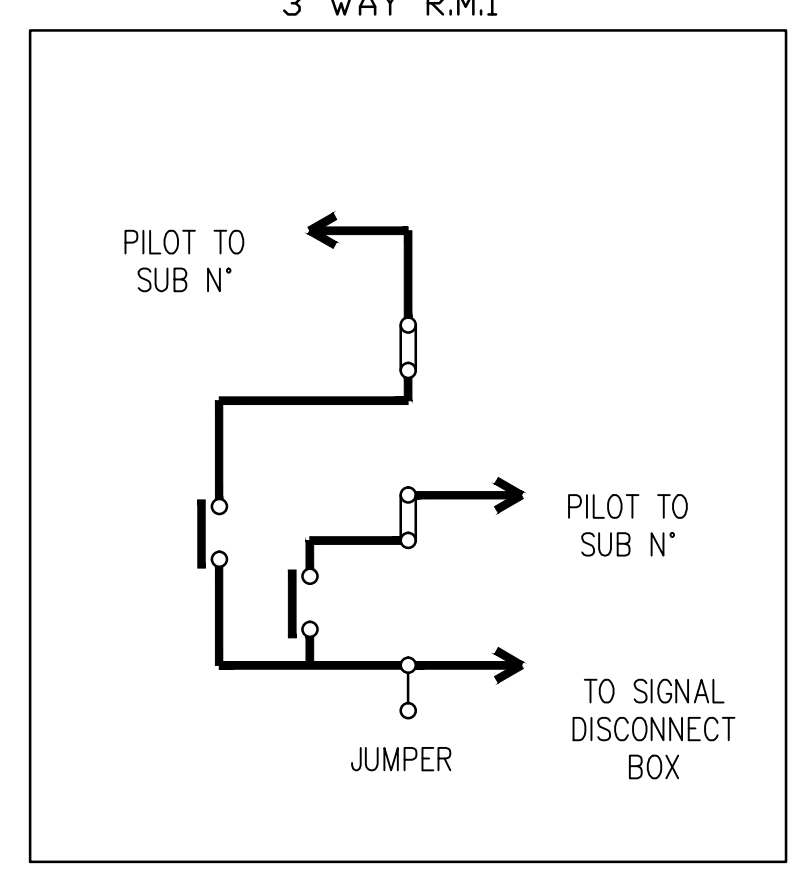 3 WAY R.M.I
PILOT TO
SUB N°
PILOT TO
SUB N°
TO SIGNAL
DISCONNECT
BOX
JUMPER